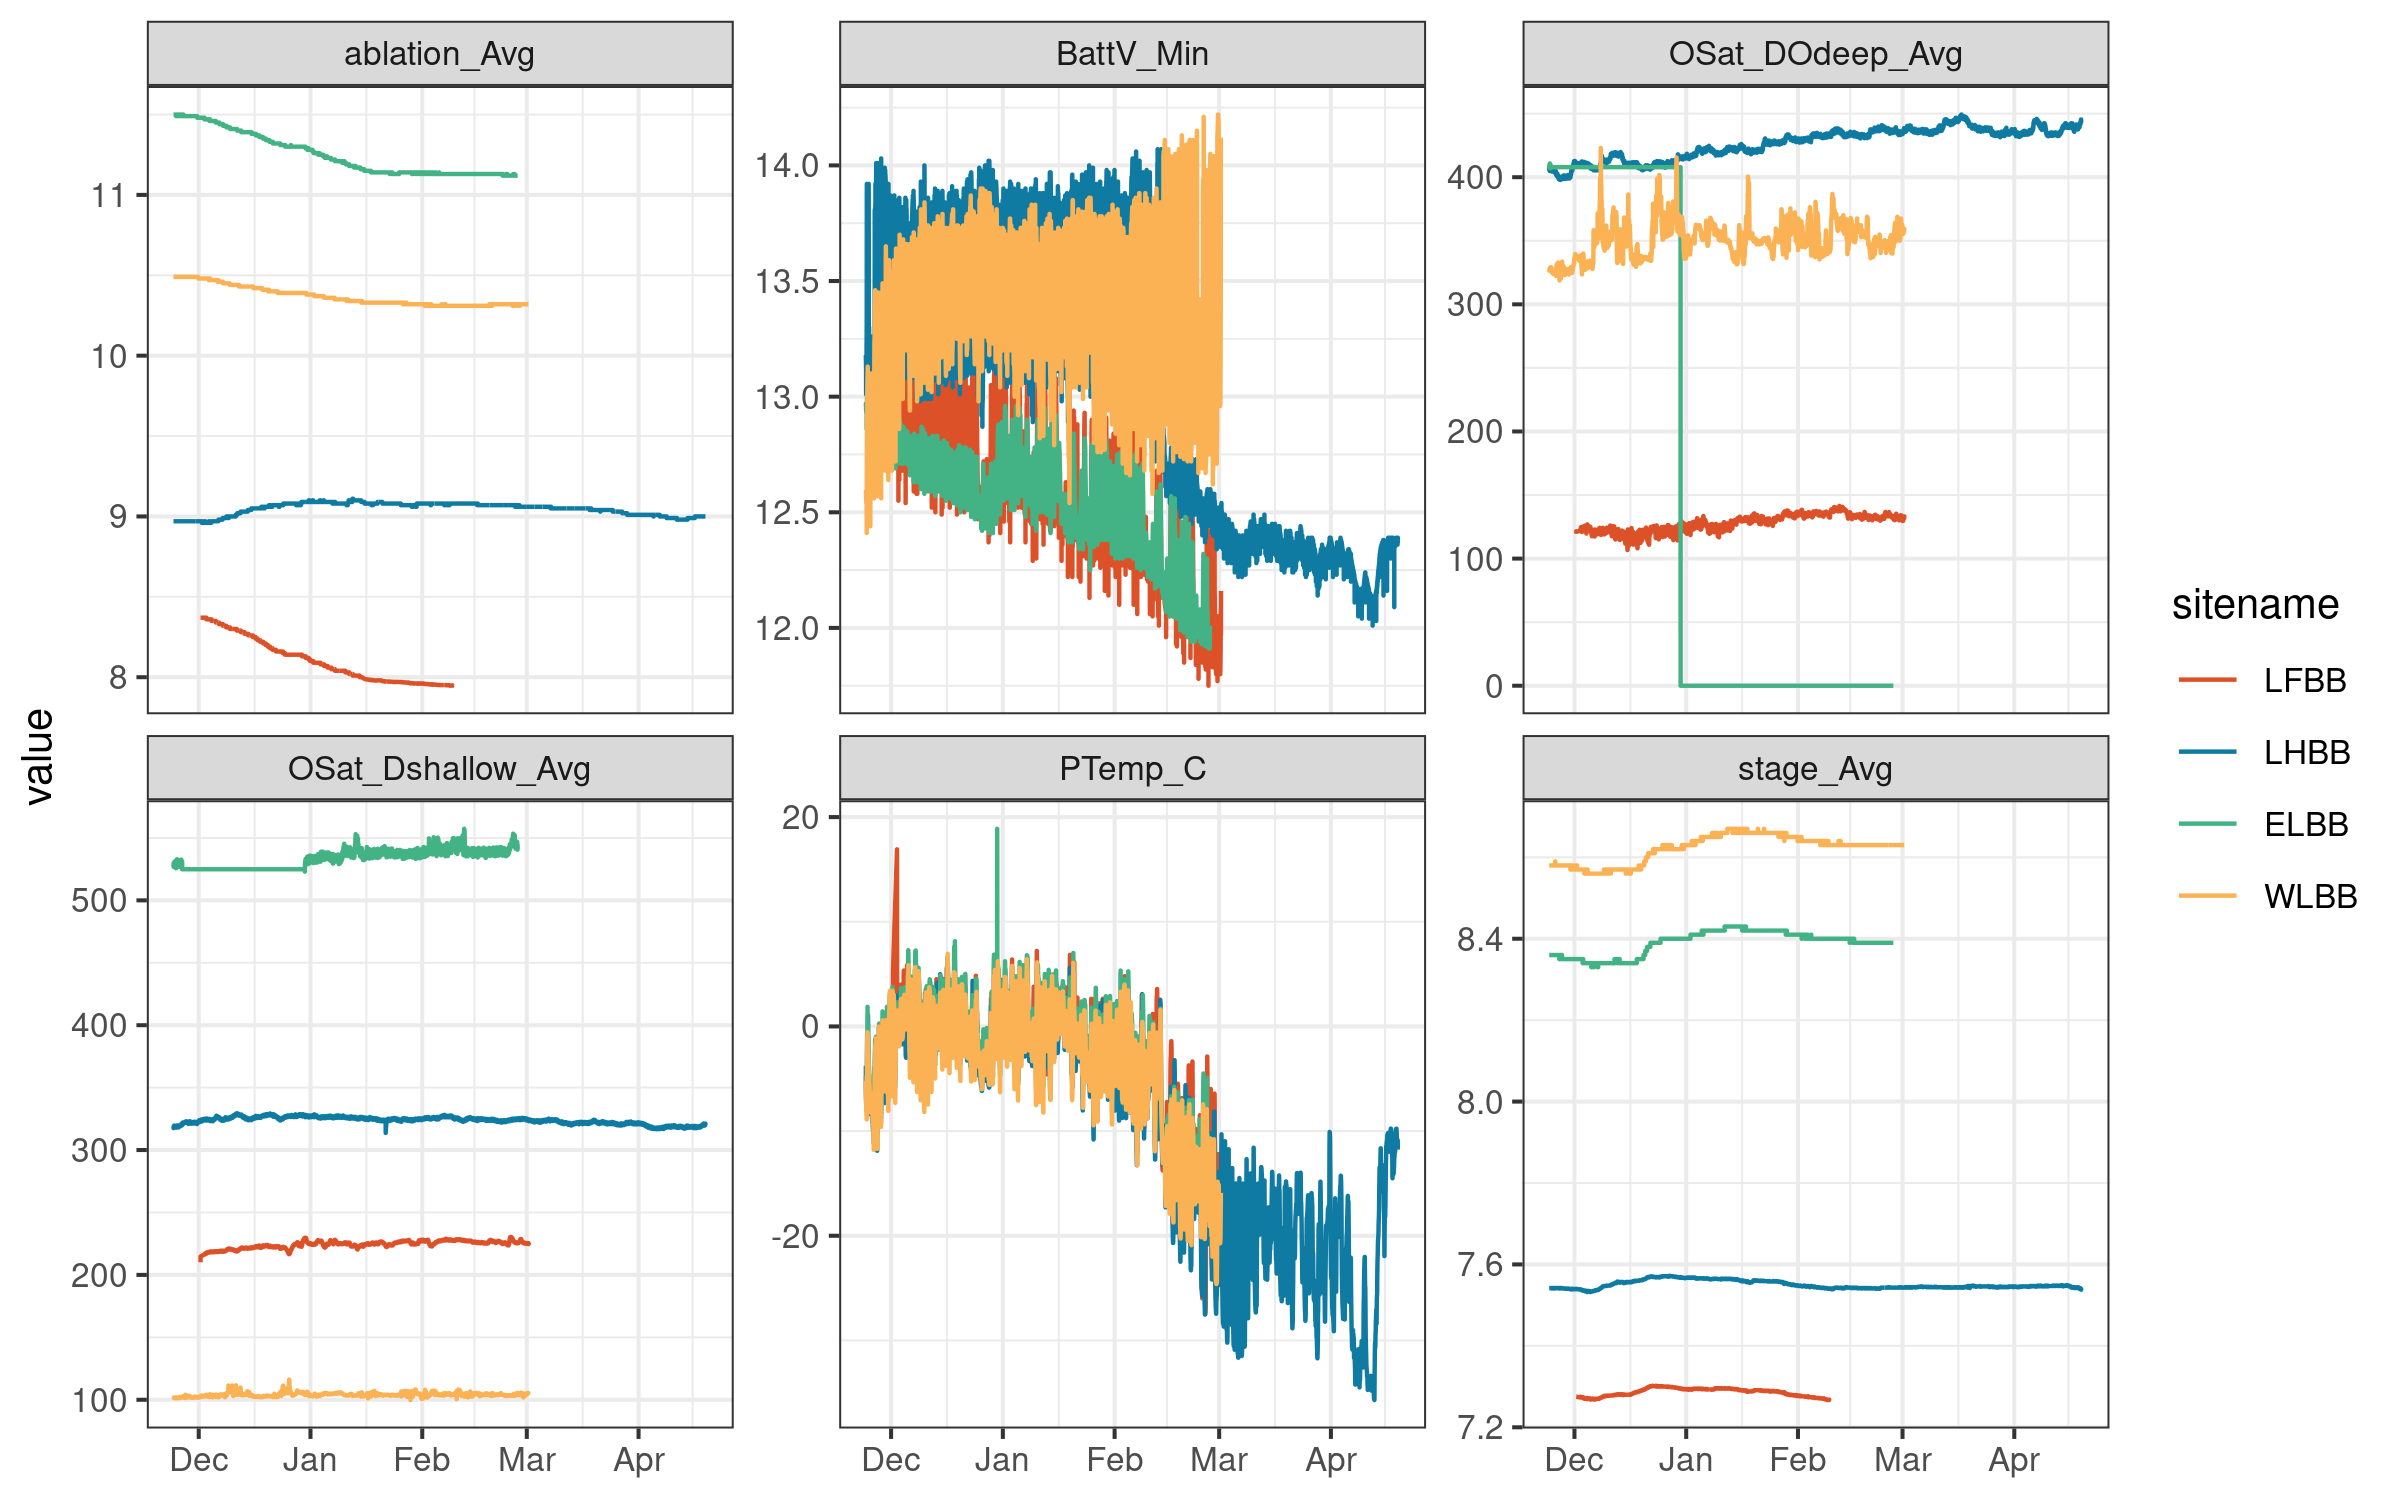 ablation_Avg
BattV_Min
OSat_DOdeep_Avg
11
10
9
8
14.0
13.5
13.0
12.5
12.0
400
300
200
100
0
value
OSat_Dshallow_Avg
PTemp_C
stage_Avg
500
400
300
200
100
20
0
-20
8.4
8.0
7.6
7.2
Dec Jan Feb Mar Apr
Dec Jan Feb Mar Apr
Dec Jan Feb Mar Apr
sitename
LFBB
LHBB
ELBB
WLBB